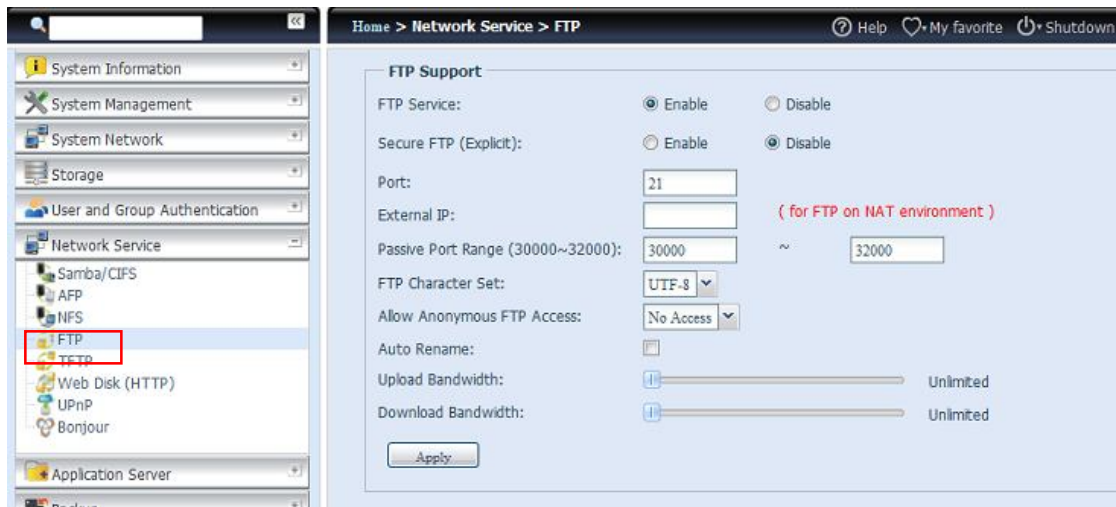 Home > Network Service > FTP
Help
My favorite
Shutdown
System Information
System Management
System Network
Storage
User and Group Authentication
Network Service
Samba/CIFS
AFP
NFS
FTP
TFTP
Web Disk (HTTP)
UPnP
Bonjour
Application Server
FTP Support
FTP Service: Enable Disable
Secure FTP (Explicit): Enable Disable
Port: 21
External IP: ( for FTP on NAT environment )
Passive Port Range (30000~32000): 30000 ~ 32000
FTP Character Set: UTF-8
Allow Anonymous FTP Access: No Access
Auto Rename:
Upload Bandwidth: Unlimited
Download Bandwidth: Unlimited
Apply